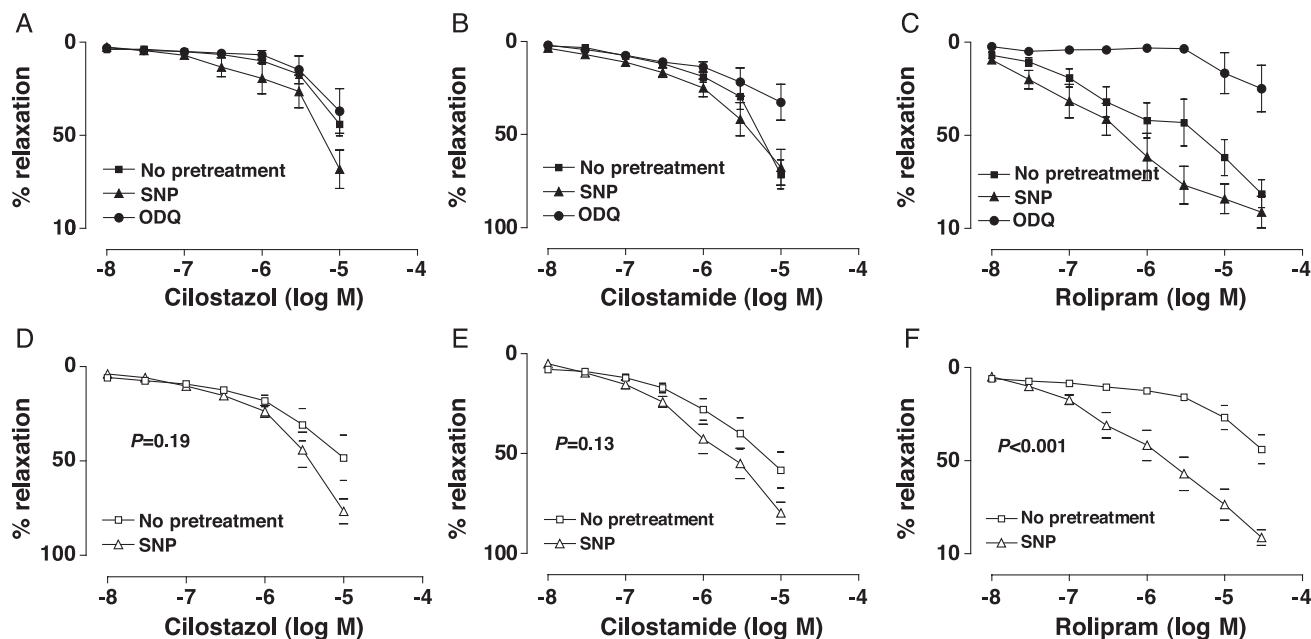 A
0
50
10
% relaxation
No pretreatment
SNP
ODQ
-8 -7 -6 -5 -4
Cilostazol (log M)
B
0
50
100
% relaxation
No pretreatment
SNP
ODQ
-8 -7 -6 -5 -4
Cilostamide (log M)
C
0
50
10
% relaxation
No pretreatment
SNP
ODQ
-8 -7 -6 -5 -4
Rolipram (log M)
D
0
50
100
% relaxation
P=0.19
No pretreatment
SNP
-8 -7 -6 -5 -4
Cilostazol (log M)
E
0
50
100
% relaxation
P=0.13
No pretreatment
SNP
-8 -7 -6 -5 -4
Cilostamide (log M)
F
0
50
10
% relaxation
P<0.001
No pretreatment
SNP
-8 -7 -6 -5 -4
Rolipram (log M)